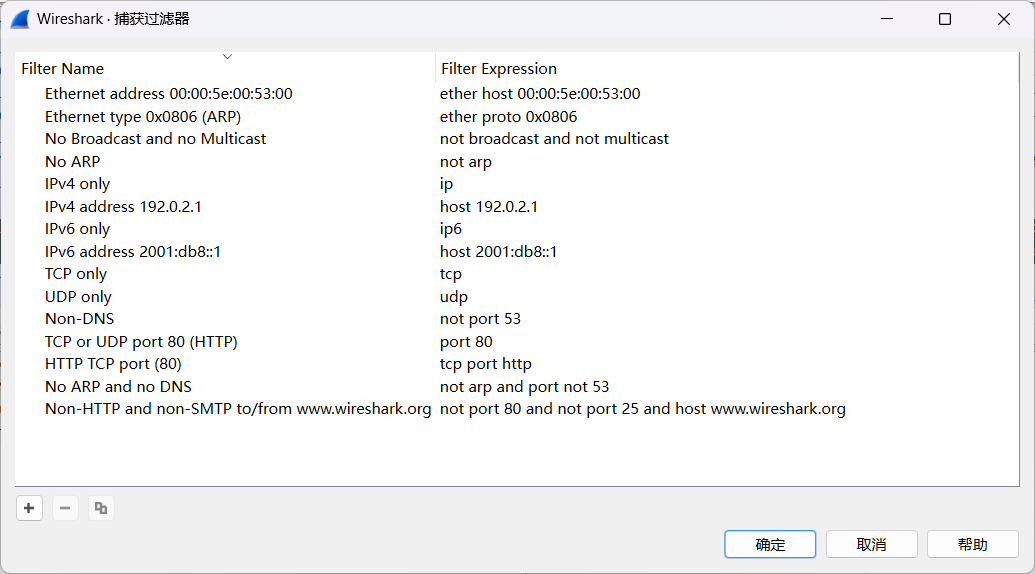 Wireshark · 捕获过滤器
Filter Name Filter Expression
Ethernet address 00:00:5e:00:53:00 ether host 00:00:5e:00:53:00
Ethernet type 0x0806 (ARP) ether proto 0x0806
No Broadcast and no Multicast not broadcast and not multicast
No ARP not arp
IPv4 only ip
IPv4 address 192.0.2.1 host 192.0.2.1
IPv6 only ip6
IPv6 address 2001:db8::1 host 2001:db8::1
TCP only tcp
UDP only udp
Non-DNS not port 53
TCP or UDP port 80 (HTTP) port 80
HTTP TCP port (80) tcp port http
No ARP and no DNS not arp and port not 53
Non-HTTP and non-SMTP to/from www.wireshark.org not port 80 and not port 25 and host www.wireshark.org
确定 取消 帮助